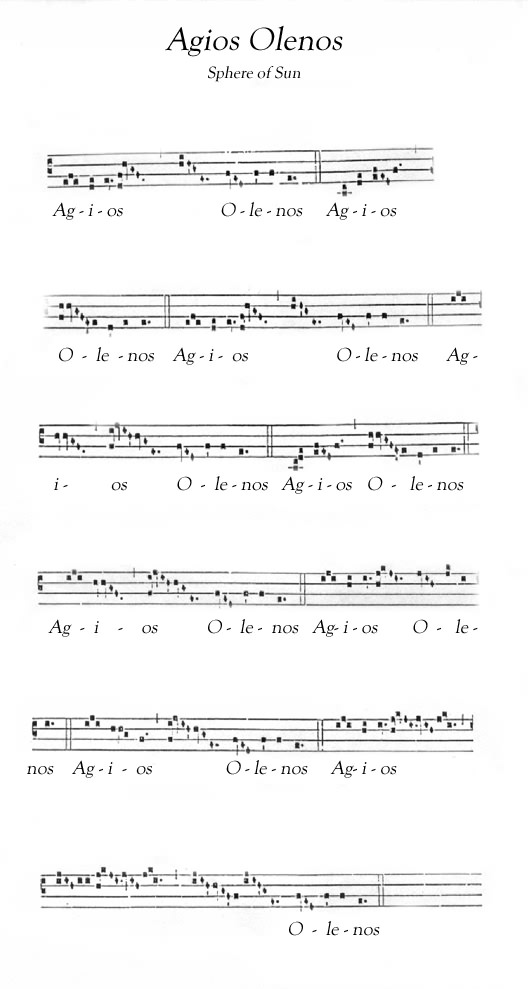 Agios Olenos
Sphere of Sun
Ag - i - os O - le - nos Ag - i - os
O - le - nos Ag - i - os O - le - nos Ag -
i - os O - le - nos Ag - i - os O - le - nos
Ag - i - os O - le - nos Ag - i - os O - le -
nos Ag - i - os O - le - nos Ag - i - os
O - le - nos